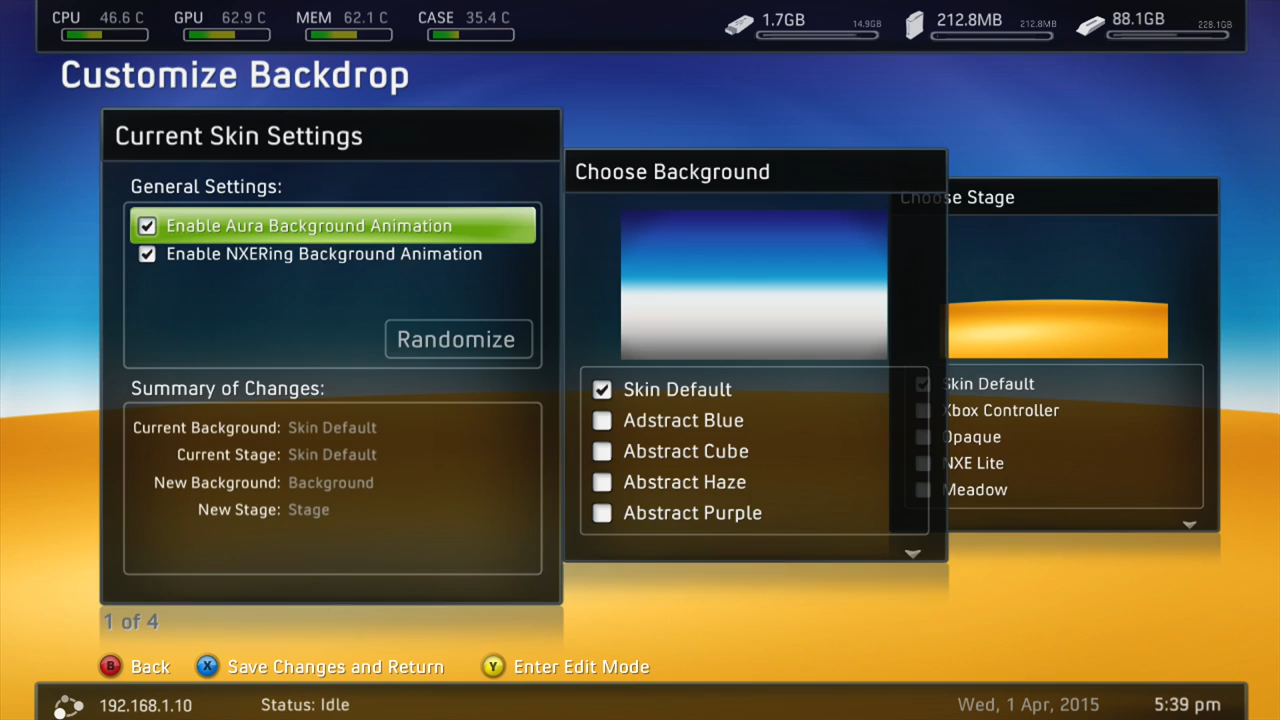 CPU 46.6 C GPU 62.9 C MEM 62.1 C CASE 35.4 C 1.7GB 14.9GB 212.8MB 212.8MB 88.1GB 228.1GB
Customize Backdrop
Current Skin Settings
General Settings:
Enable Aura Background Animation
Enable NXERing Background Animation
Randomize
Summary of Changes:
Current Background: Skin Default
Current Stage: Skin Default
New Background: Background
New Stage: Stage
1 of 4
Choose Background
Skin Default
Adstract Blue
Abstract Cube
Abstract Haze
Abstract Purple
Choose Stage
Skin Default
Xbox Controller
Opaque
NXE Lite
Meadow
B Back X Save Changes and Return Y Enter Edit Mode
192.168.1.10 Status: Idle Wed, 1 Apr, 2015 5:39 pm